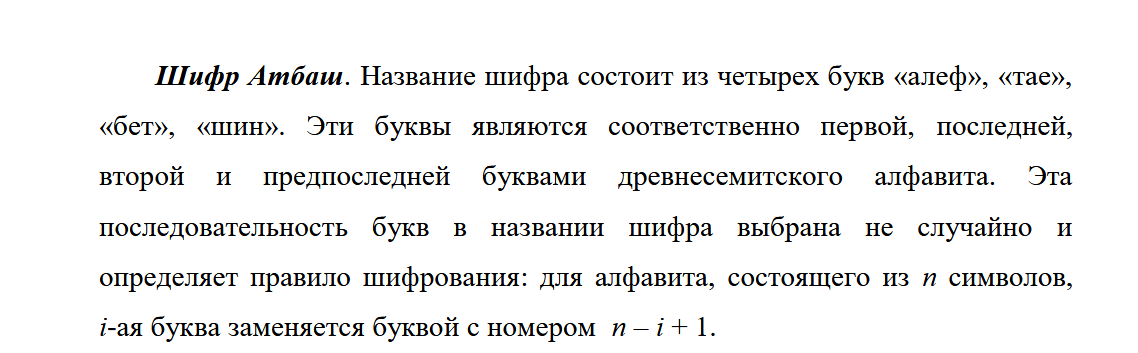 Шифр Атбаш. Название шифра состоит из четырех букв «алеф», «тае»,
«бет», «шин». Эти буквы являются соответственно первой, последней,
второй и предпоследней буквами древнесемитского алфавита. Эта
последовательность букв в названии шифра выбрана не случайно и
определяет правило шифрования: для алфавита, состоящего из n символов,
i-ая буква заменяется буквой с номером n – i + 1.